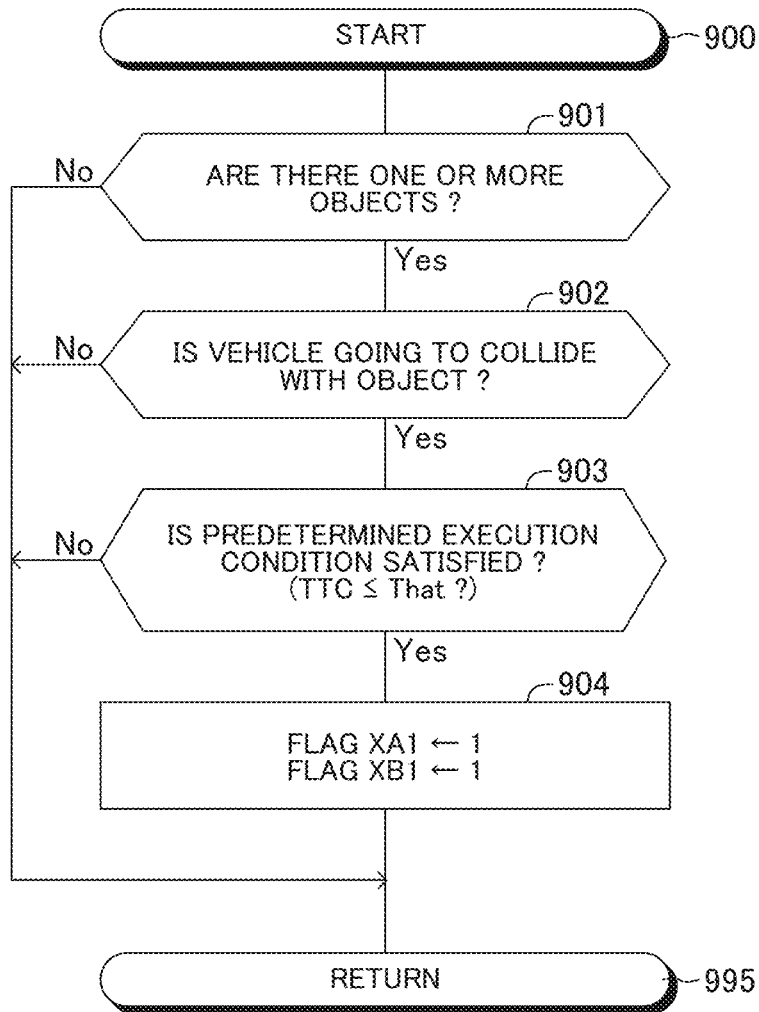 START
900
901
No
ARE THERE ONE OR MORE
OBJECTS ?
Yes
902
No
IS VEHICLE GOING TO COLLIDE
WITH OBJECT ?
Yes
903
No
IS PREDETERMINED EXECUTION
CONDITION SATISFIED ?
(TTC ≤ That ?)
Yes
904
FLAG XA1 ← 1
FLAG XB1 ← 1
RETURN
995